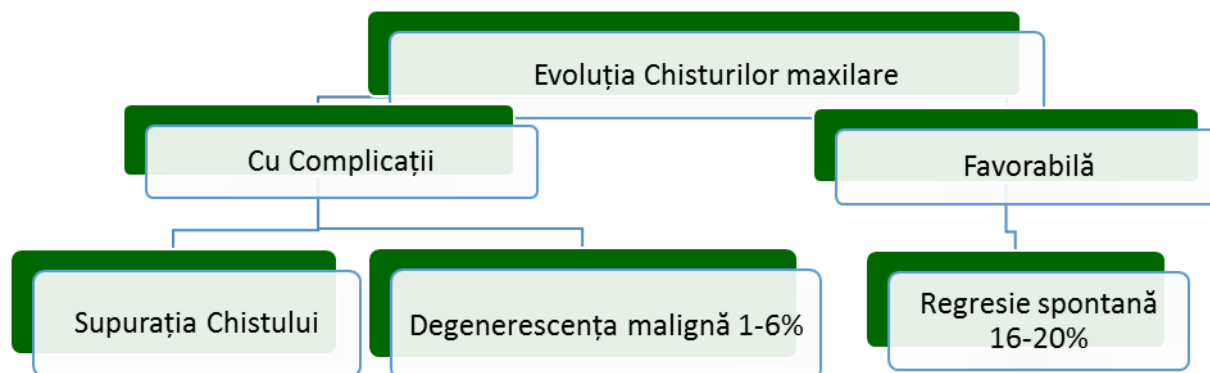 Evoluția Chisturilor maxilare
Cu Complicații
Favorabilă
Supurația Chistului
Degenerescența malignă 1-6%
Regresie spontană
16-20%